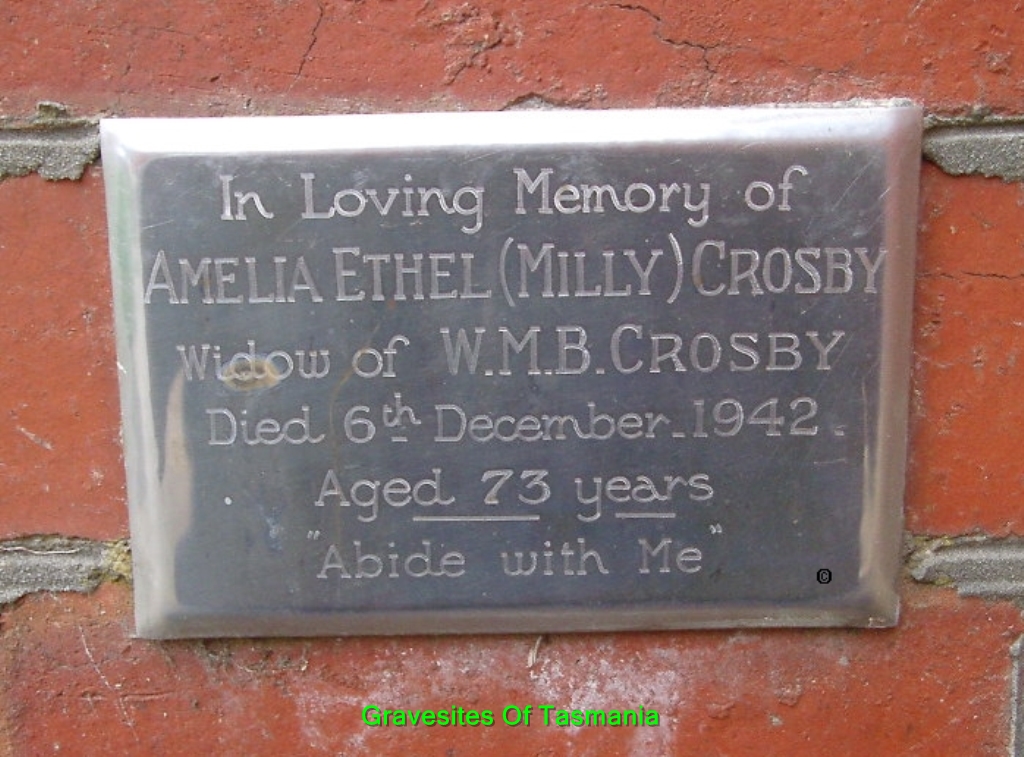 In Loving Memory of
AMELIA ETHEL (MILLY) CROSBY
Widow of W.M.B. CROSBY
Died 6th December. 1942.
Aged 73 years
"Abide with Me"
©
Gravesites Of Tasmania